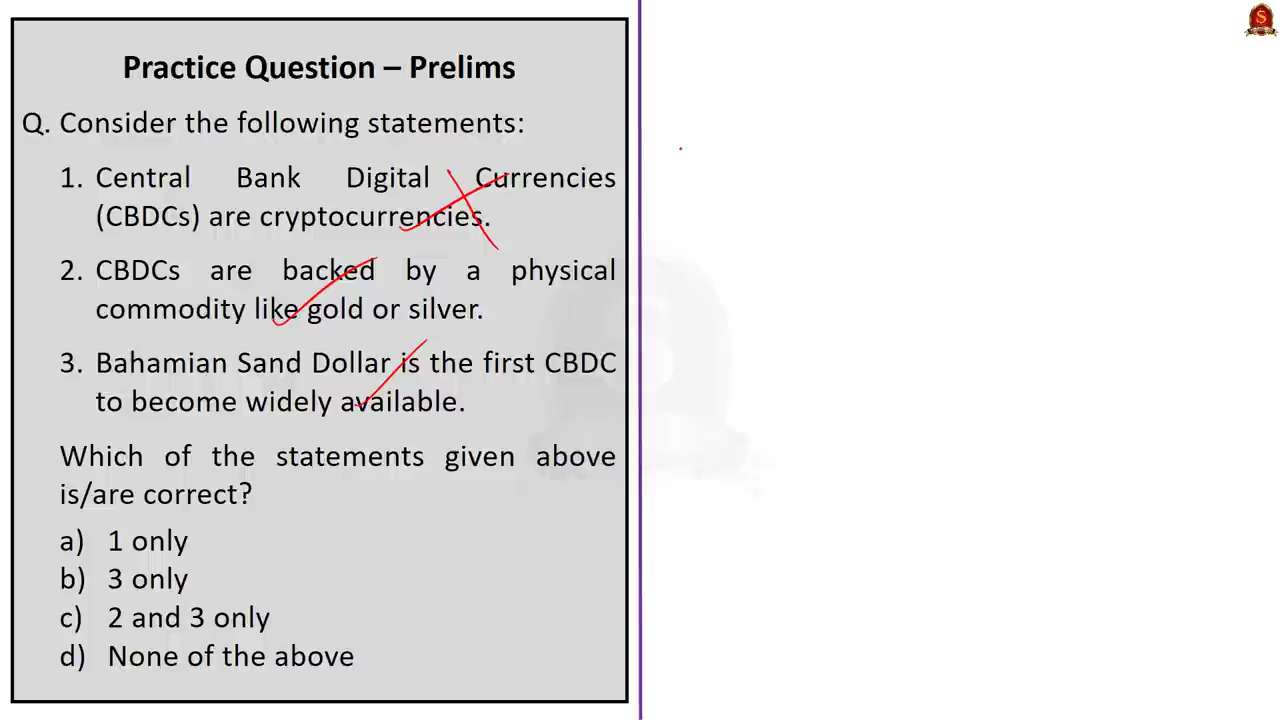 Practice Question – Prelims
Q. Consider the following statements:
1. Central Bank Digital Currencies
(CBDCs) are cryptocurrencies.
2. CBDCs are backed by a physical
commodity like gold or silver.
3. Bahamian Sand Dollar is the first CBDC
to become widely available.
Which of the statements given above
is/are correct?
a) 1 only
b) 3 only
c) 2 and 3 only
d) None of the above